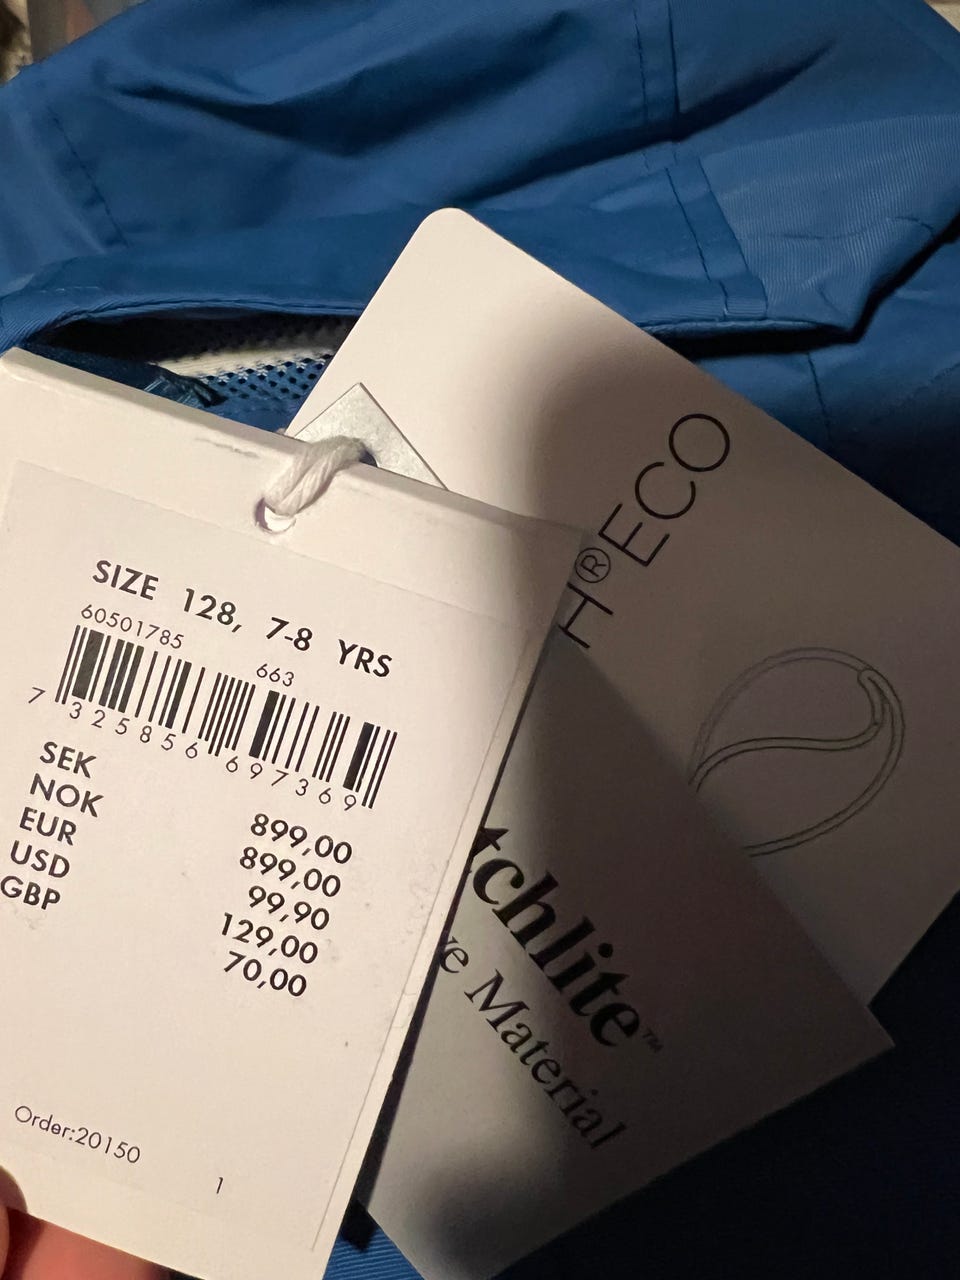 SIZE 128, 7-8 YRS
60501785 663
7 325856 697369
SEK 899,00
NOK 899,00
EUR 99,90
USD 129,00
GBP 70,00
Order:20150
1
H®ECO
tchlite™
Material